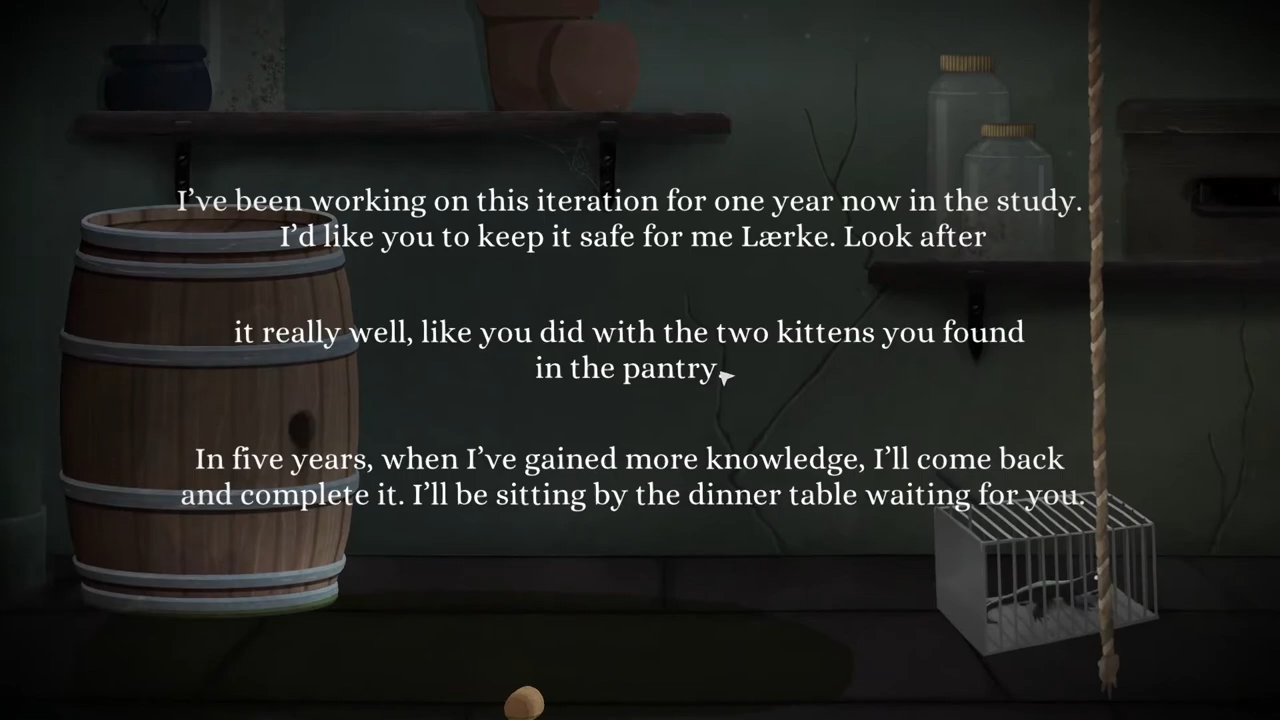 I’ve been working on this iteration for one year now in the study.
I’d like you to keep it safe for me Lærke. Look after
it really well, like you did with the two kittens you found
in the pantry.
In five years, when I’ve gained more knowledge, I’ll come back
and complete it. I’ll be sitting by the dinner table waiting for you.